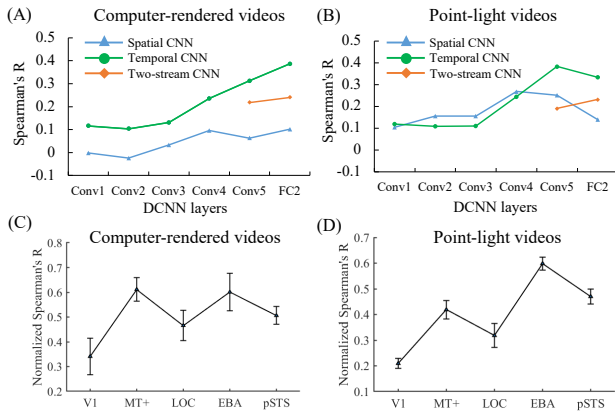 (A) Computer-rendered videos
Spearman's R
0.5
0.4
0.3
0.2
0.1
0
-0.1
Spatial CNN
Temporal CNN
Two-stream CNN
Conv1 Conv2 Conv3 Conv4 Conv5 FC2
DCNN layers
(B) Point-light videos
Spearman's R
0.5
0.4
0.3
0.2
0.1
0
-0.1
Spatial CNN
Temporal CNN
Two-stream CNN
Conv1 Conv2 Conv3 Conv4 Conv5 FC2
DCNN layers
(C) Computer-rendered videos
Normalized Spearman's R
0.8
0.7
0.6
0.5
0.4
0.3
0.2
V1 MT+ LOC EBA pSTS
(D) Point-light videos
Normalized Spearman's R
0.7
0.6
0.5
0.4
0.3
0.2
0.1
V1 MT+ LOC EBA pSTS